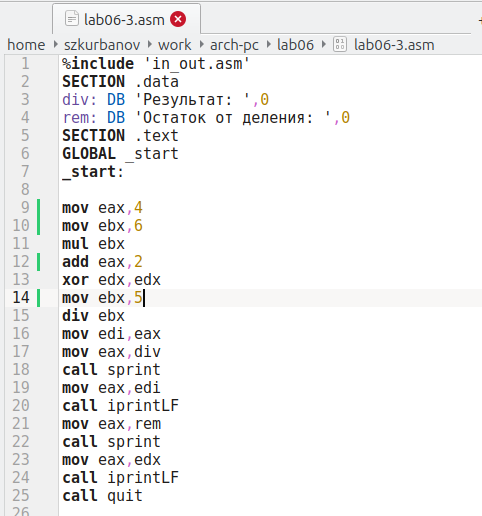 lab06-3.asm
home szkurbanov work arch-pc lab06 lab06-3.asm
1 %include 'in_out.asm'
2 SECTION .data
3 div: DB 'Результат: ',0
4 rem: DB 'Остаток от деления: ',0
5 SECTION .text
6 GLOBAL _start
7 _start:
8
9 mov eax,4
10 mov ebx,6
11 mul ebx
12 add eax,2
13 xor edx,edx
14 mov ebx,5
15 div ebx
16 mov edi,eax
17 mov eax,div
18 call sprint
19 mov eax,edi
20 call iprintLF
21 mov eax,rem
22 call sprint
23 mov eax,edx
24 call iprintLF
25 call quit
26